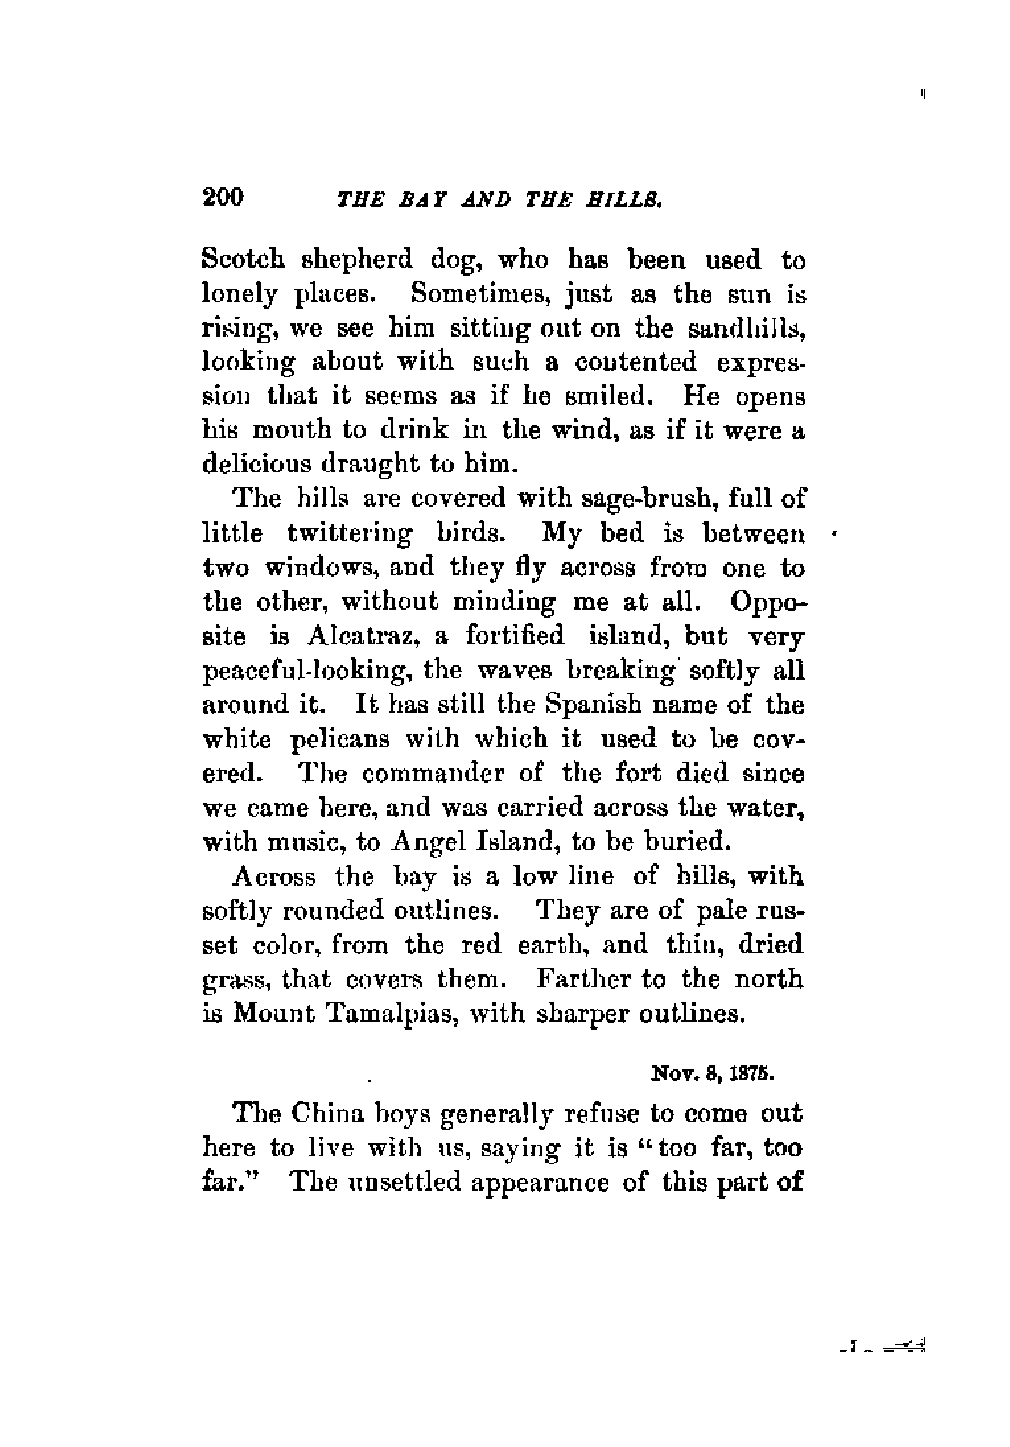 200 THE BAY AND THE HILLS.
Scotch shepherd dog, who has been used to
lonely places. Sometimes, just as the sun is
rising, we see him sitting out on the sandhills,
looking about with such a contented expres-
sion that it seems as if he smiled. He opens
his mouth to drink in the wind, as if it were a
delicious draught to him.
The hills are covered with sage-brush, full of
little twittering birds. My bed is between
two windows, and they fly across from one to
the other, without minding me at all. Oppo-
site is Alcatraz, a fortified island, but very
peaceful-looking, the waves breaking softly all
around it. It has still the Spanish name of the
white pelicans with which it used to be cov-
ered. The commander of the fort died since
we came here, and was carried across the water,
with music, to Angel Island, to be buried.
Across the bay is a low line of hills, with
softly rounded outlines. They are of pale rus-
set color, from the red earth, and thin, dried
grass, that covers them. Farther to the north
is Mount Tamalpias, with sharper outlines.
Nov. 8, 1875.
The China boys generally refuse to come out
here to live with us, saying it is "too far, too
far." The unsettled appearance of this part of